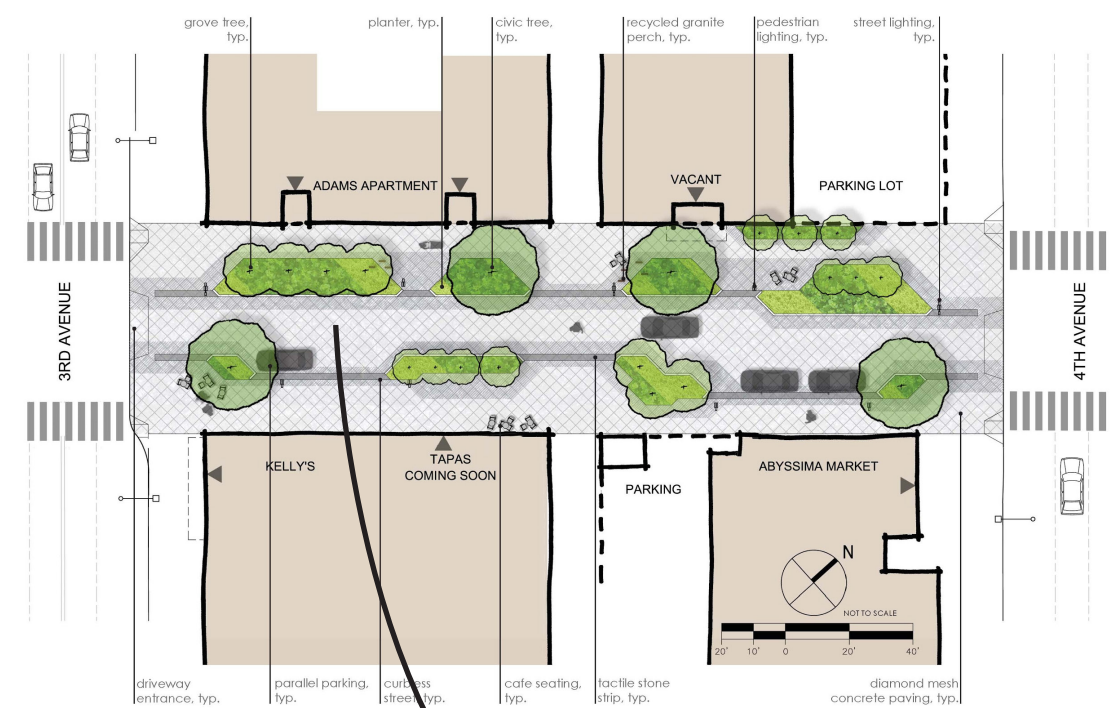 grove tree,
typ.
planter, typ.
civic tree,
typ.
recycled granite
perch, typ.
pedestrian
lighting, typ.
street lighting,
typ.
3RD AVENUE
ADAMS APARTMENT
VACANT
PARKING LOT
4TH AVENUE
KELLY'S
TAPAS
COMING SOON
PARKING
ABYSSIMA MARKET
N
NOT TO SCALE
20' 10' 0 20' 40'
driveway
entrance, typ.
parallel parking,
typ.
curbless
street, typ.
cafe seating,
typ.
tactile stone
strip, typ.
diamond mesh
concrete paving, typ.